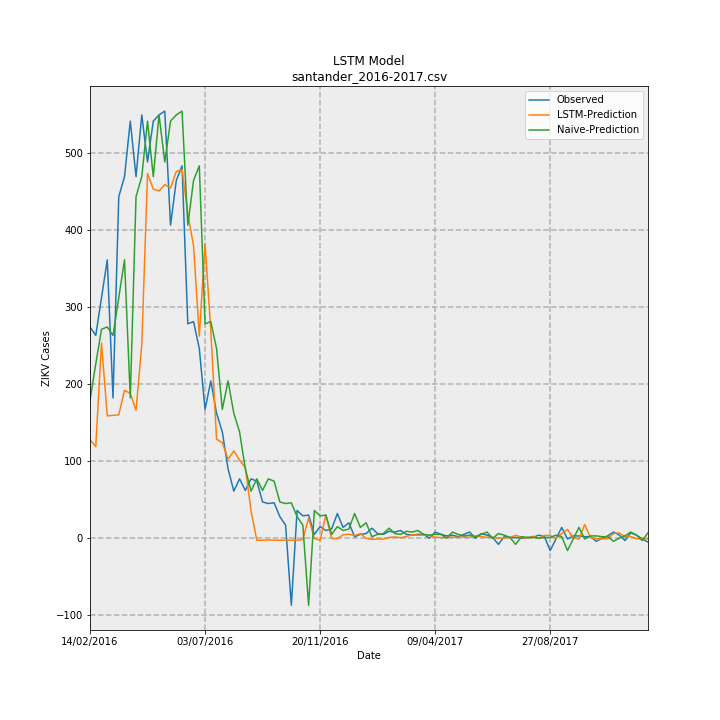 LSTM Model
santander_2016-2017.csv
Observed
LSTM-Prediction
Naive-Prediction
ZIKV Cases
500
400
300
200
100
0
−100
14/02/2016
03/07/2016
20/11/2016
09/04/2017
27/08/2017
Date